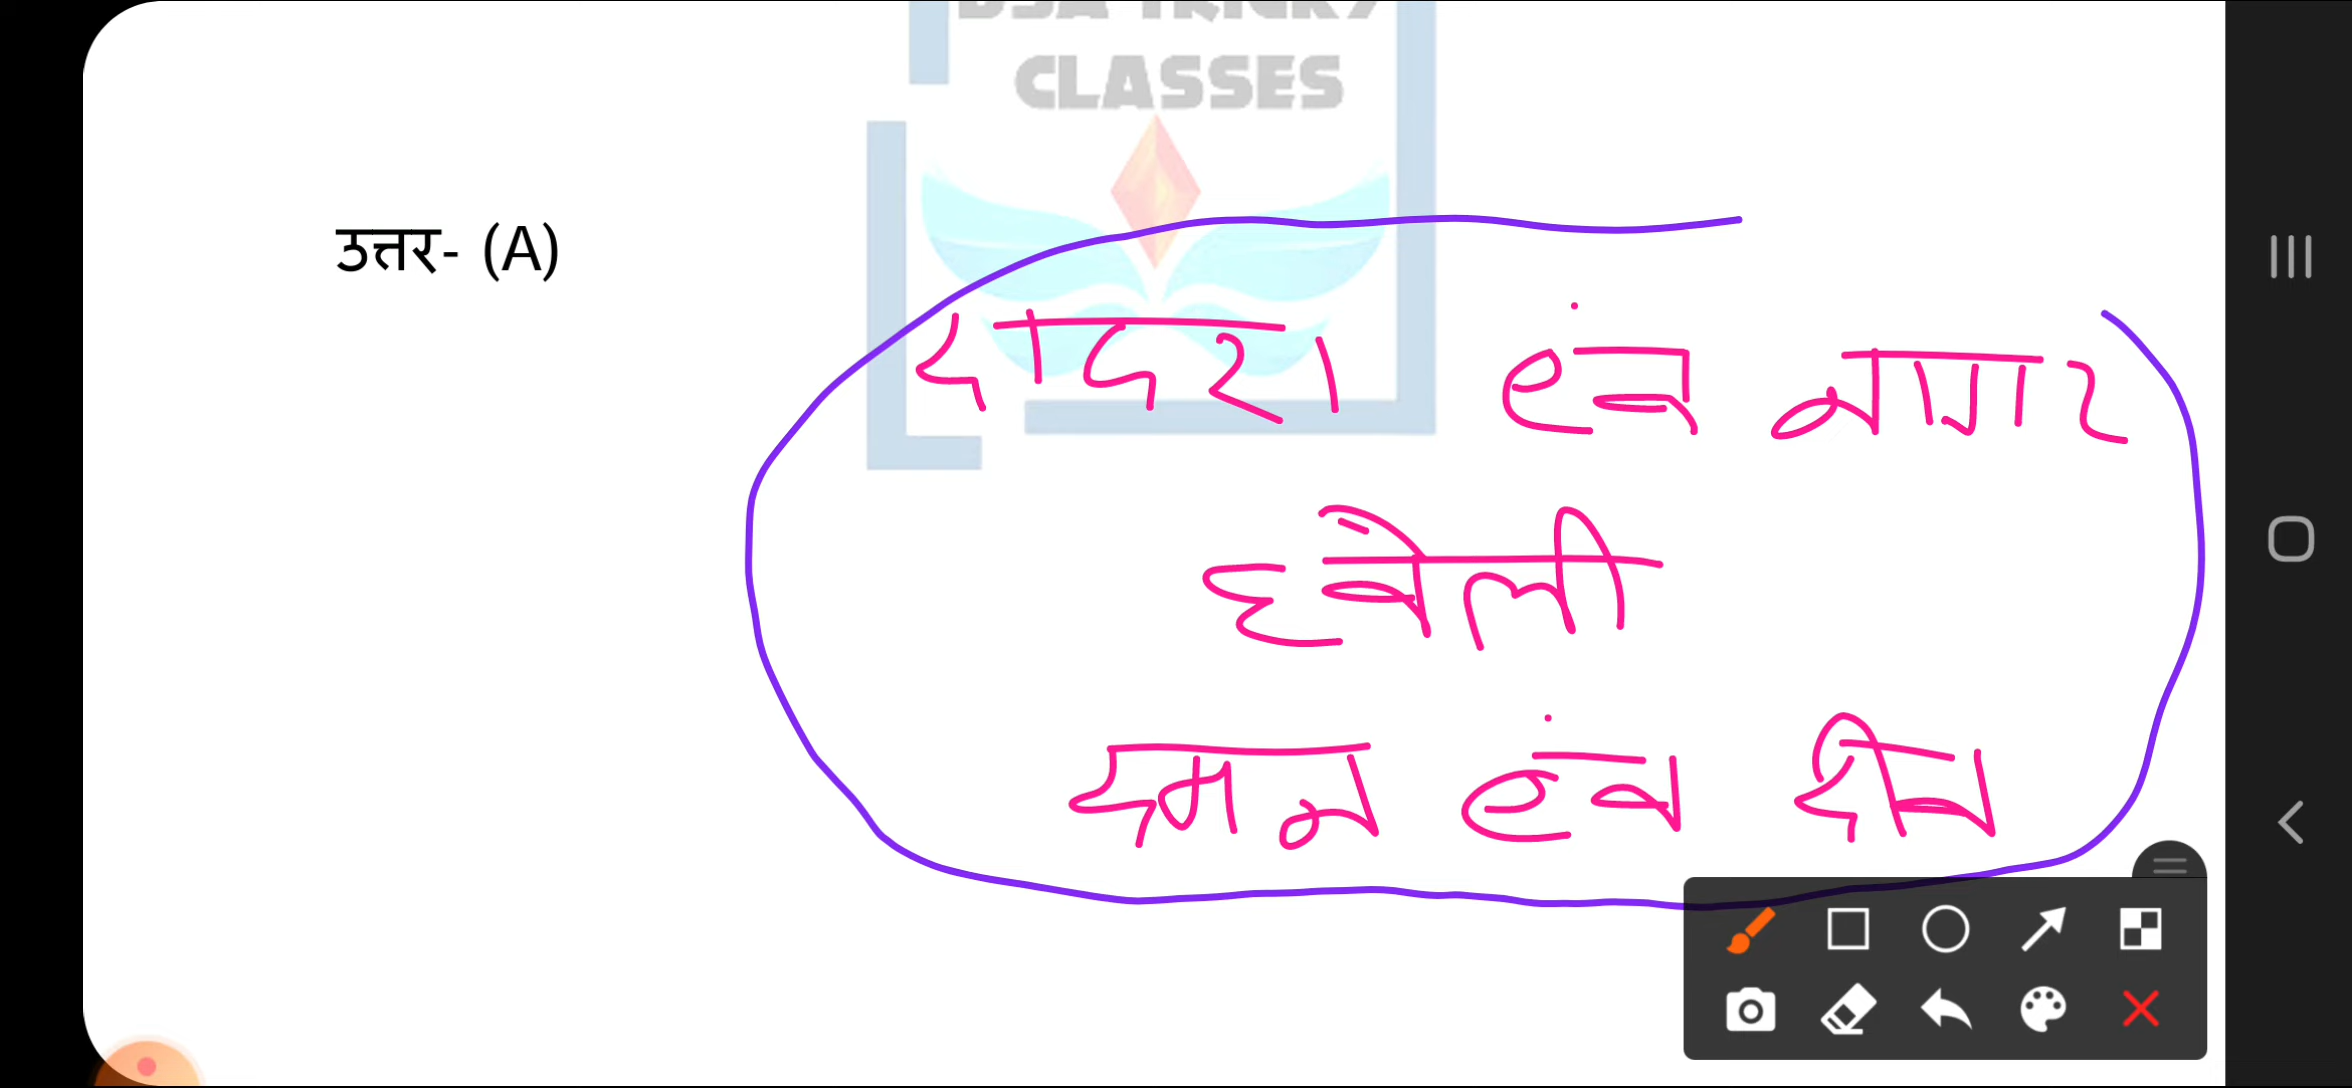 CLASSES
उत्तर- (A)
दादरा एवं नागर
हवेली
दमन एवं दीव